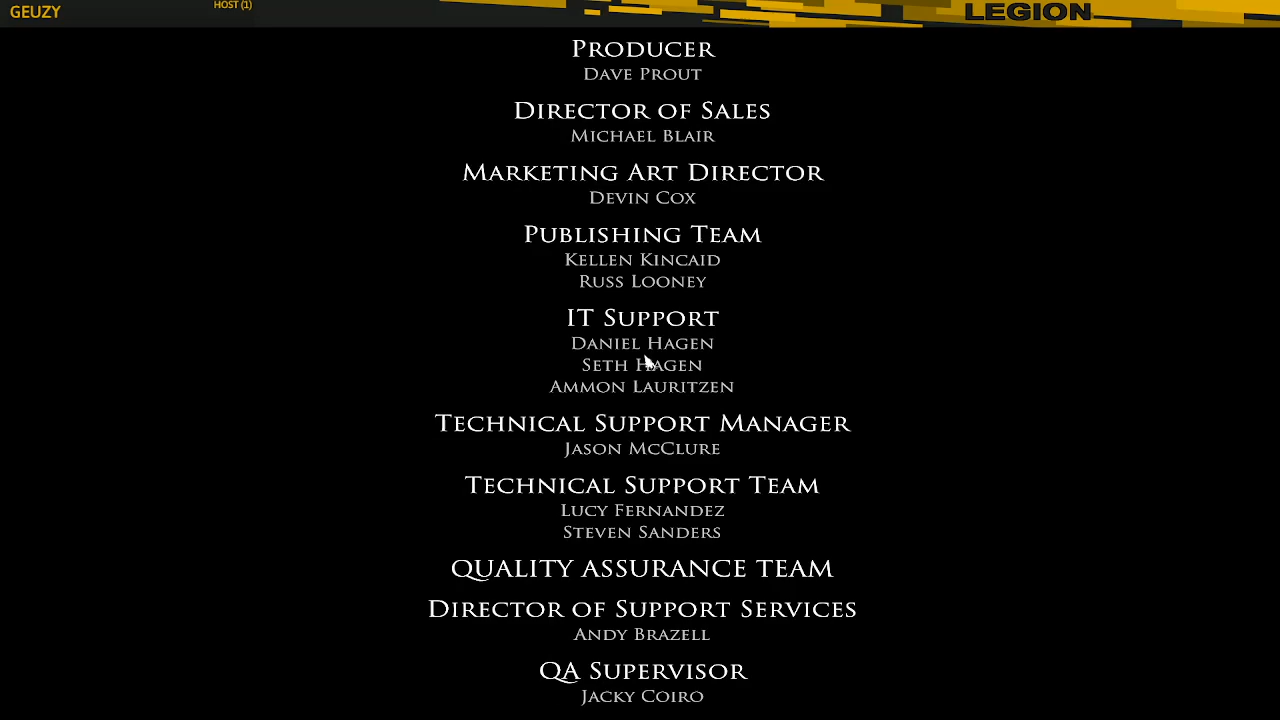 GEUZY
HOST (1)
LEGION
PRODUCER
DAVE PROUT
DIRECTOR OF SALES
MICHAEL BLAIR
MARKETING ART DIRECTOR
DEVIN COX
PUBLISHING TEAM
KELLEN KINCAID
RUSS LOONEY
IT SUPPORT
DANIEL HAGEN
SETH HAGEN
AMMON LAURITZEN
TECHNICAL SUPPORT MANAGER
JASON MCCLURE
TECHNICAL SUPPORT TEAM
LUCY FERNANDEZ
STEVEN SANDERS
QUALITY ASSURANCE TEAM
DIRECTOR OF SUPPORT SERVICES
ANDY BRAZELL
QA SUPERVISOR
JACKY COIRO